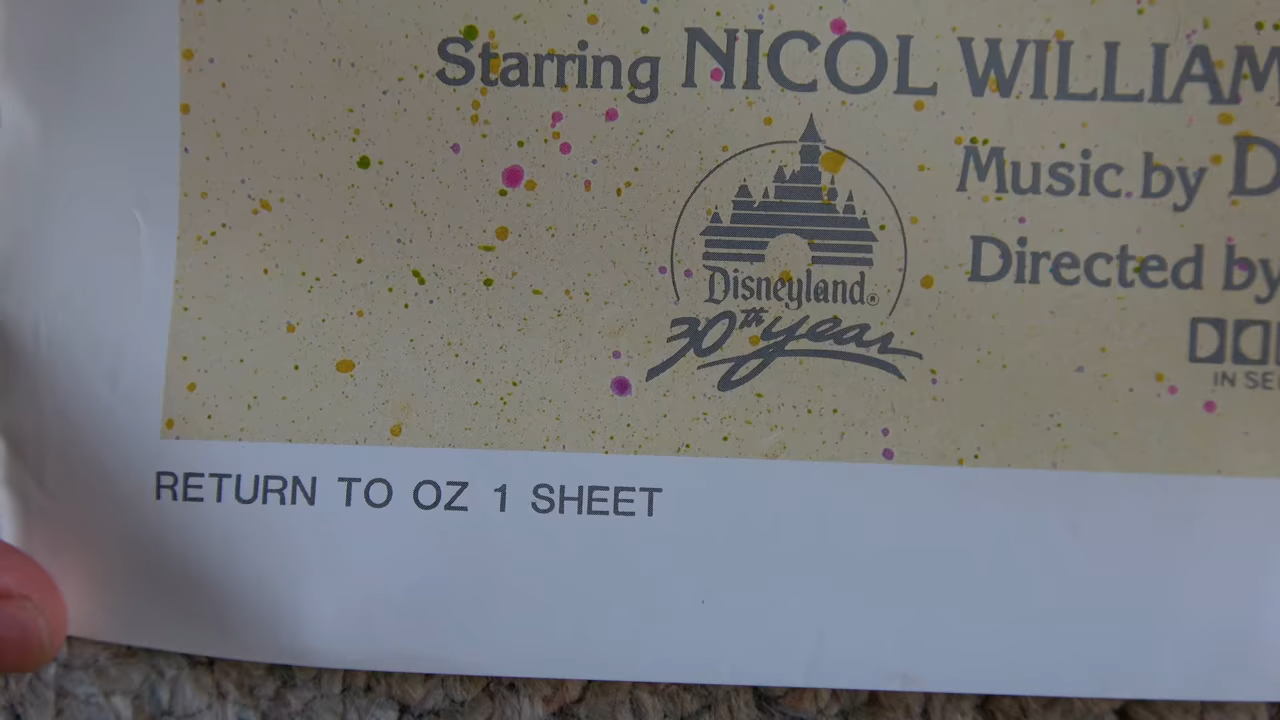 Starring NICOL WILLIAM
Music by D
Directed by
Disneyland®
30th year
IN SE
RETURN TO OZ 1 SHEET